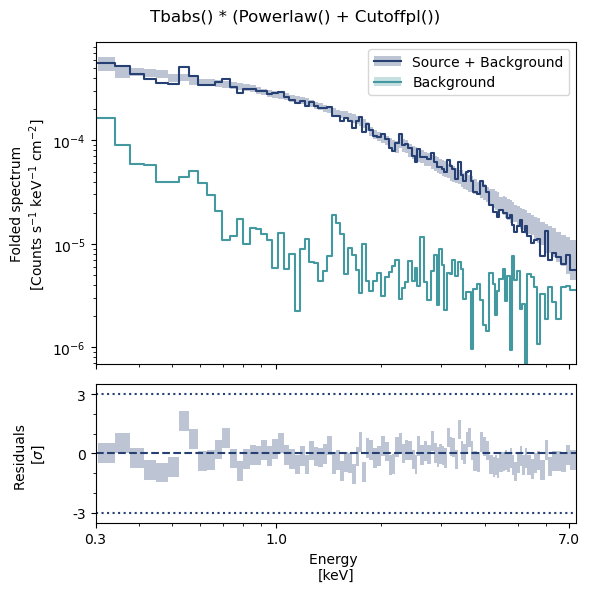 Tbabs() * (Powerlaw() + Cutoffpl())
Source + Background
Background
Folded spectrum
[Counts s⁻¹ keV⁻¹ cm⁻²]
10⁻⁴
10⁻⁵
10⁻⁶
Residuals
[σ]
3
0
-3
0.3
1.0
7.0
Energy
[keV]